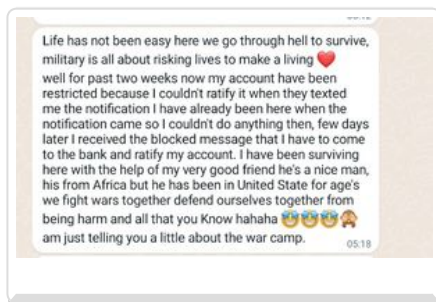 Life has not been easy here we go through hell to survive,
military is all about risking lives to make a living ❤️
well for past two weeks now my account have been
restricted because I couldn't ratify it when they texted
me the notification I have already been here when the
notification came so I couldn't do anything then, few days
later I received the blocked message that I have to come
to the bank and ratify my account. I have been surviving
here with the help of my very good friend he's a nice man,
his from Africa but he has been in United State for age's
we fight wars together defend ourselves together from
being harm and all that you Know hahaha
am just telling you a little about the war camp.
05:18